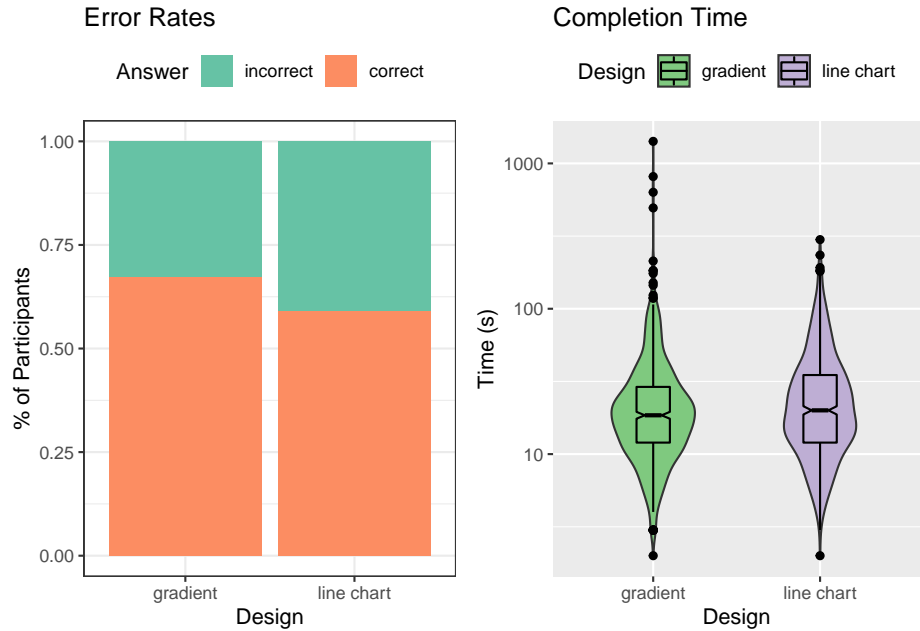 Error Rates
Answer incorrect correct
% of Participants
1.00
0.75
0.50
0.25
0.00
gradient line chart
Design
Completion Time
Design gradient line chart
Time (s)
1000
100
10
gradient line chart
Design